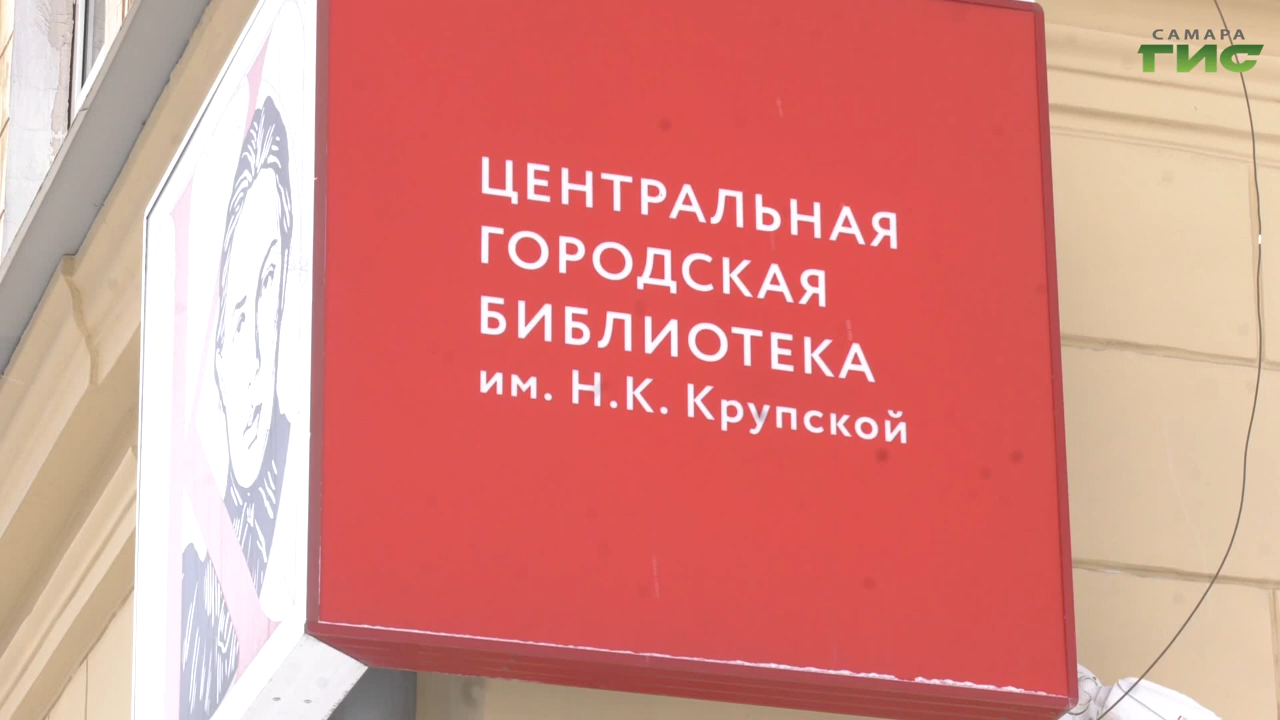 САМАРА
ГИС
ЦЕНТРАЛЬНАЯ
ГОРОДСКАЯ
БИБЛИОТЕКА
им. Н.К. Крупской